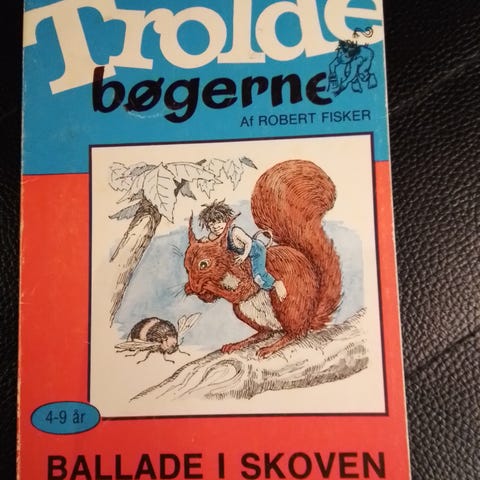 Trolde
bøgerne
Af ROBERT FISKER
4-9 år
BALLADE I SKOVEN